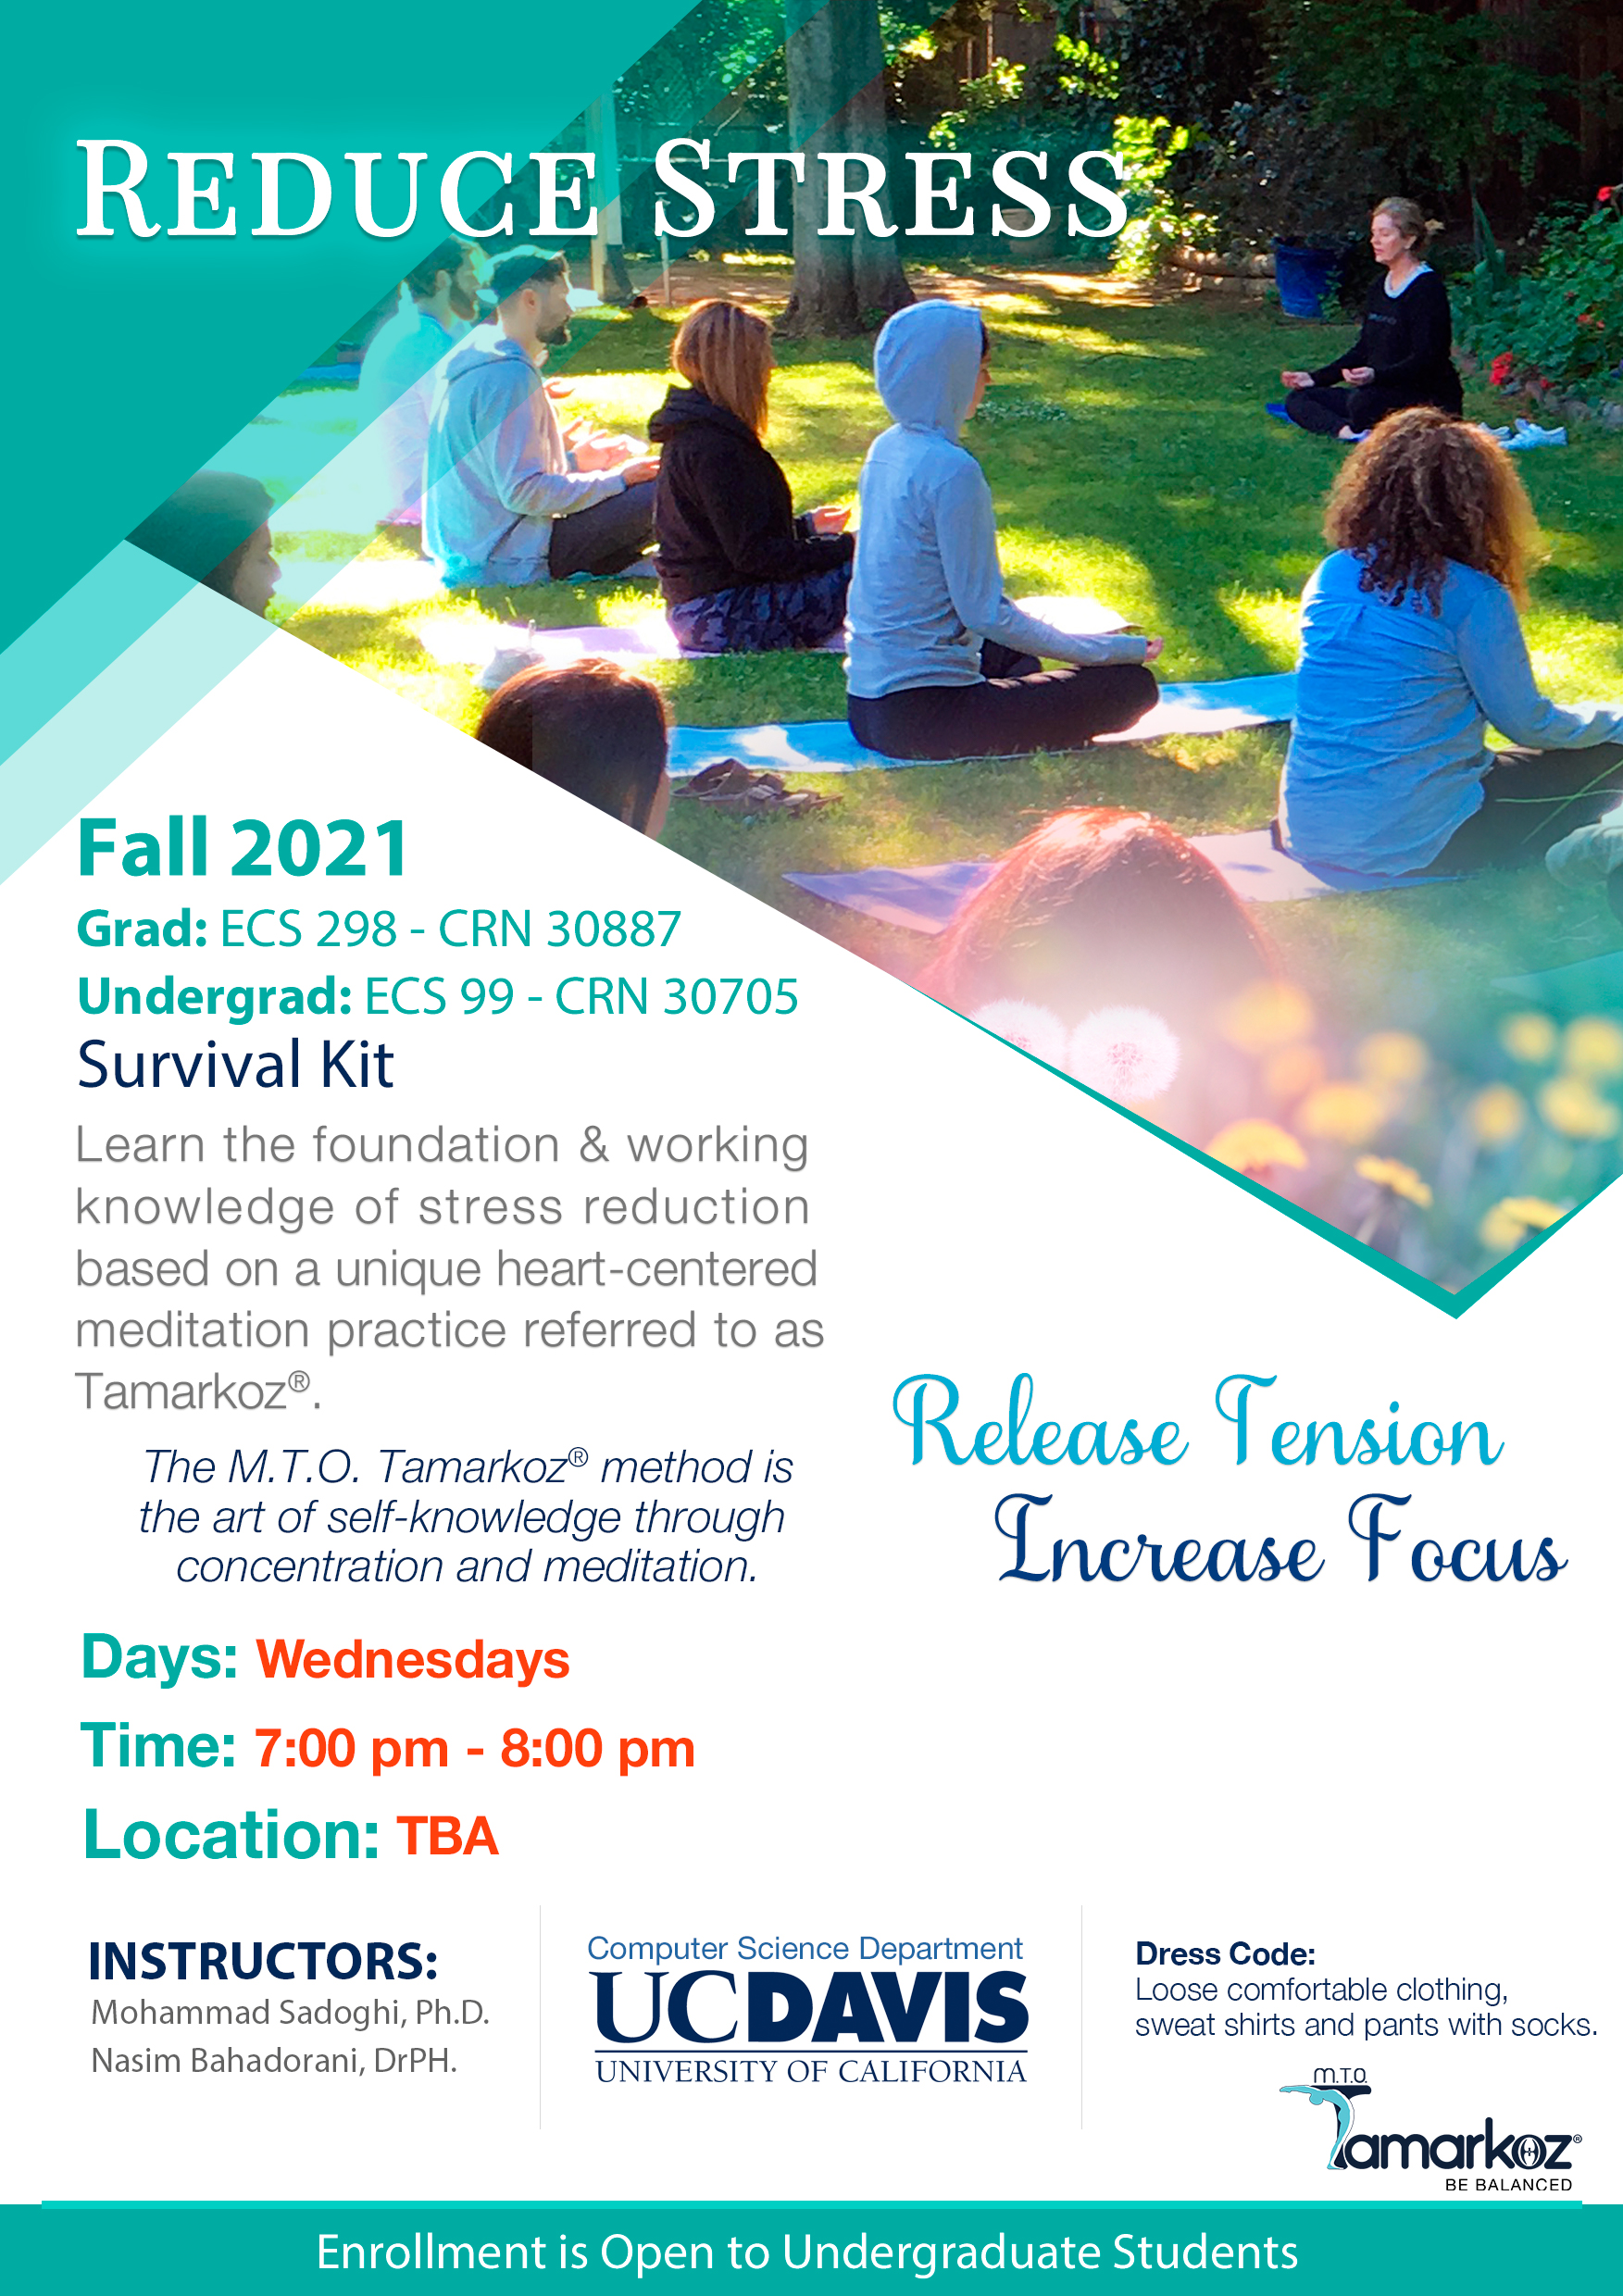 REDUCE STRESS
Fall 2021
Grad: ECS 298 - CRN 30887
Undergrad: ECS 99 - CRN 30705
Survival Kit
Learn the foundation & working
knowledge of stress reduction
based on a unique heart-centered
meditation practice referred to as
Tamarkoz®.
The M.T.O. Tamarkoz® method is
the art of self-knowledge through
concentration and meditation.
Release Tension
Increase Focus
Days: Wednesdays
Time: 7:00 pm - 8:00 pm
Location: TBA
INSTRUCTORS:
Mohammad Sadoghi, Ph.D.
Nasim Bahadorani, DrPH.
Computer Science Department
UCDAVIS
UNIVERSITY OF CALIFORNIA
Dress Code:
Loose comfortable clothing,
sweat shirts and pants with socks.
M.T.O.
Tamarkoz®
BE BALANCED
Enrollment is Open to Undergraduate Students